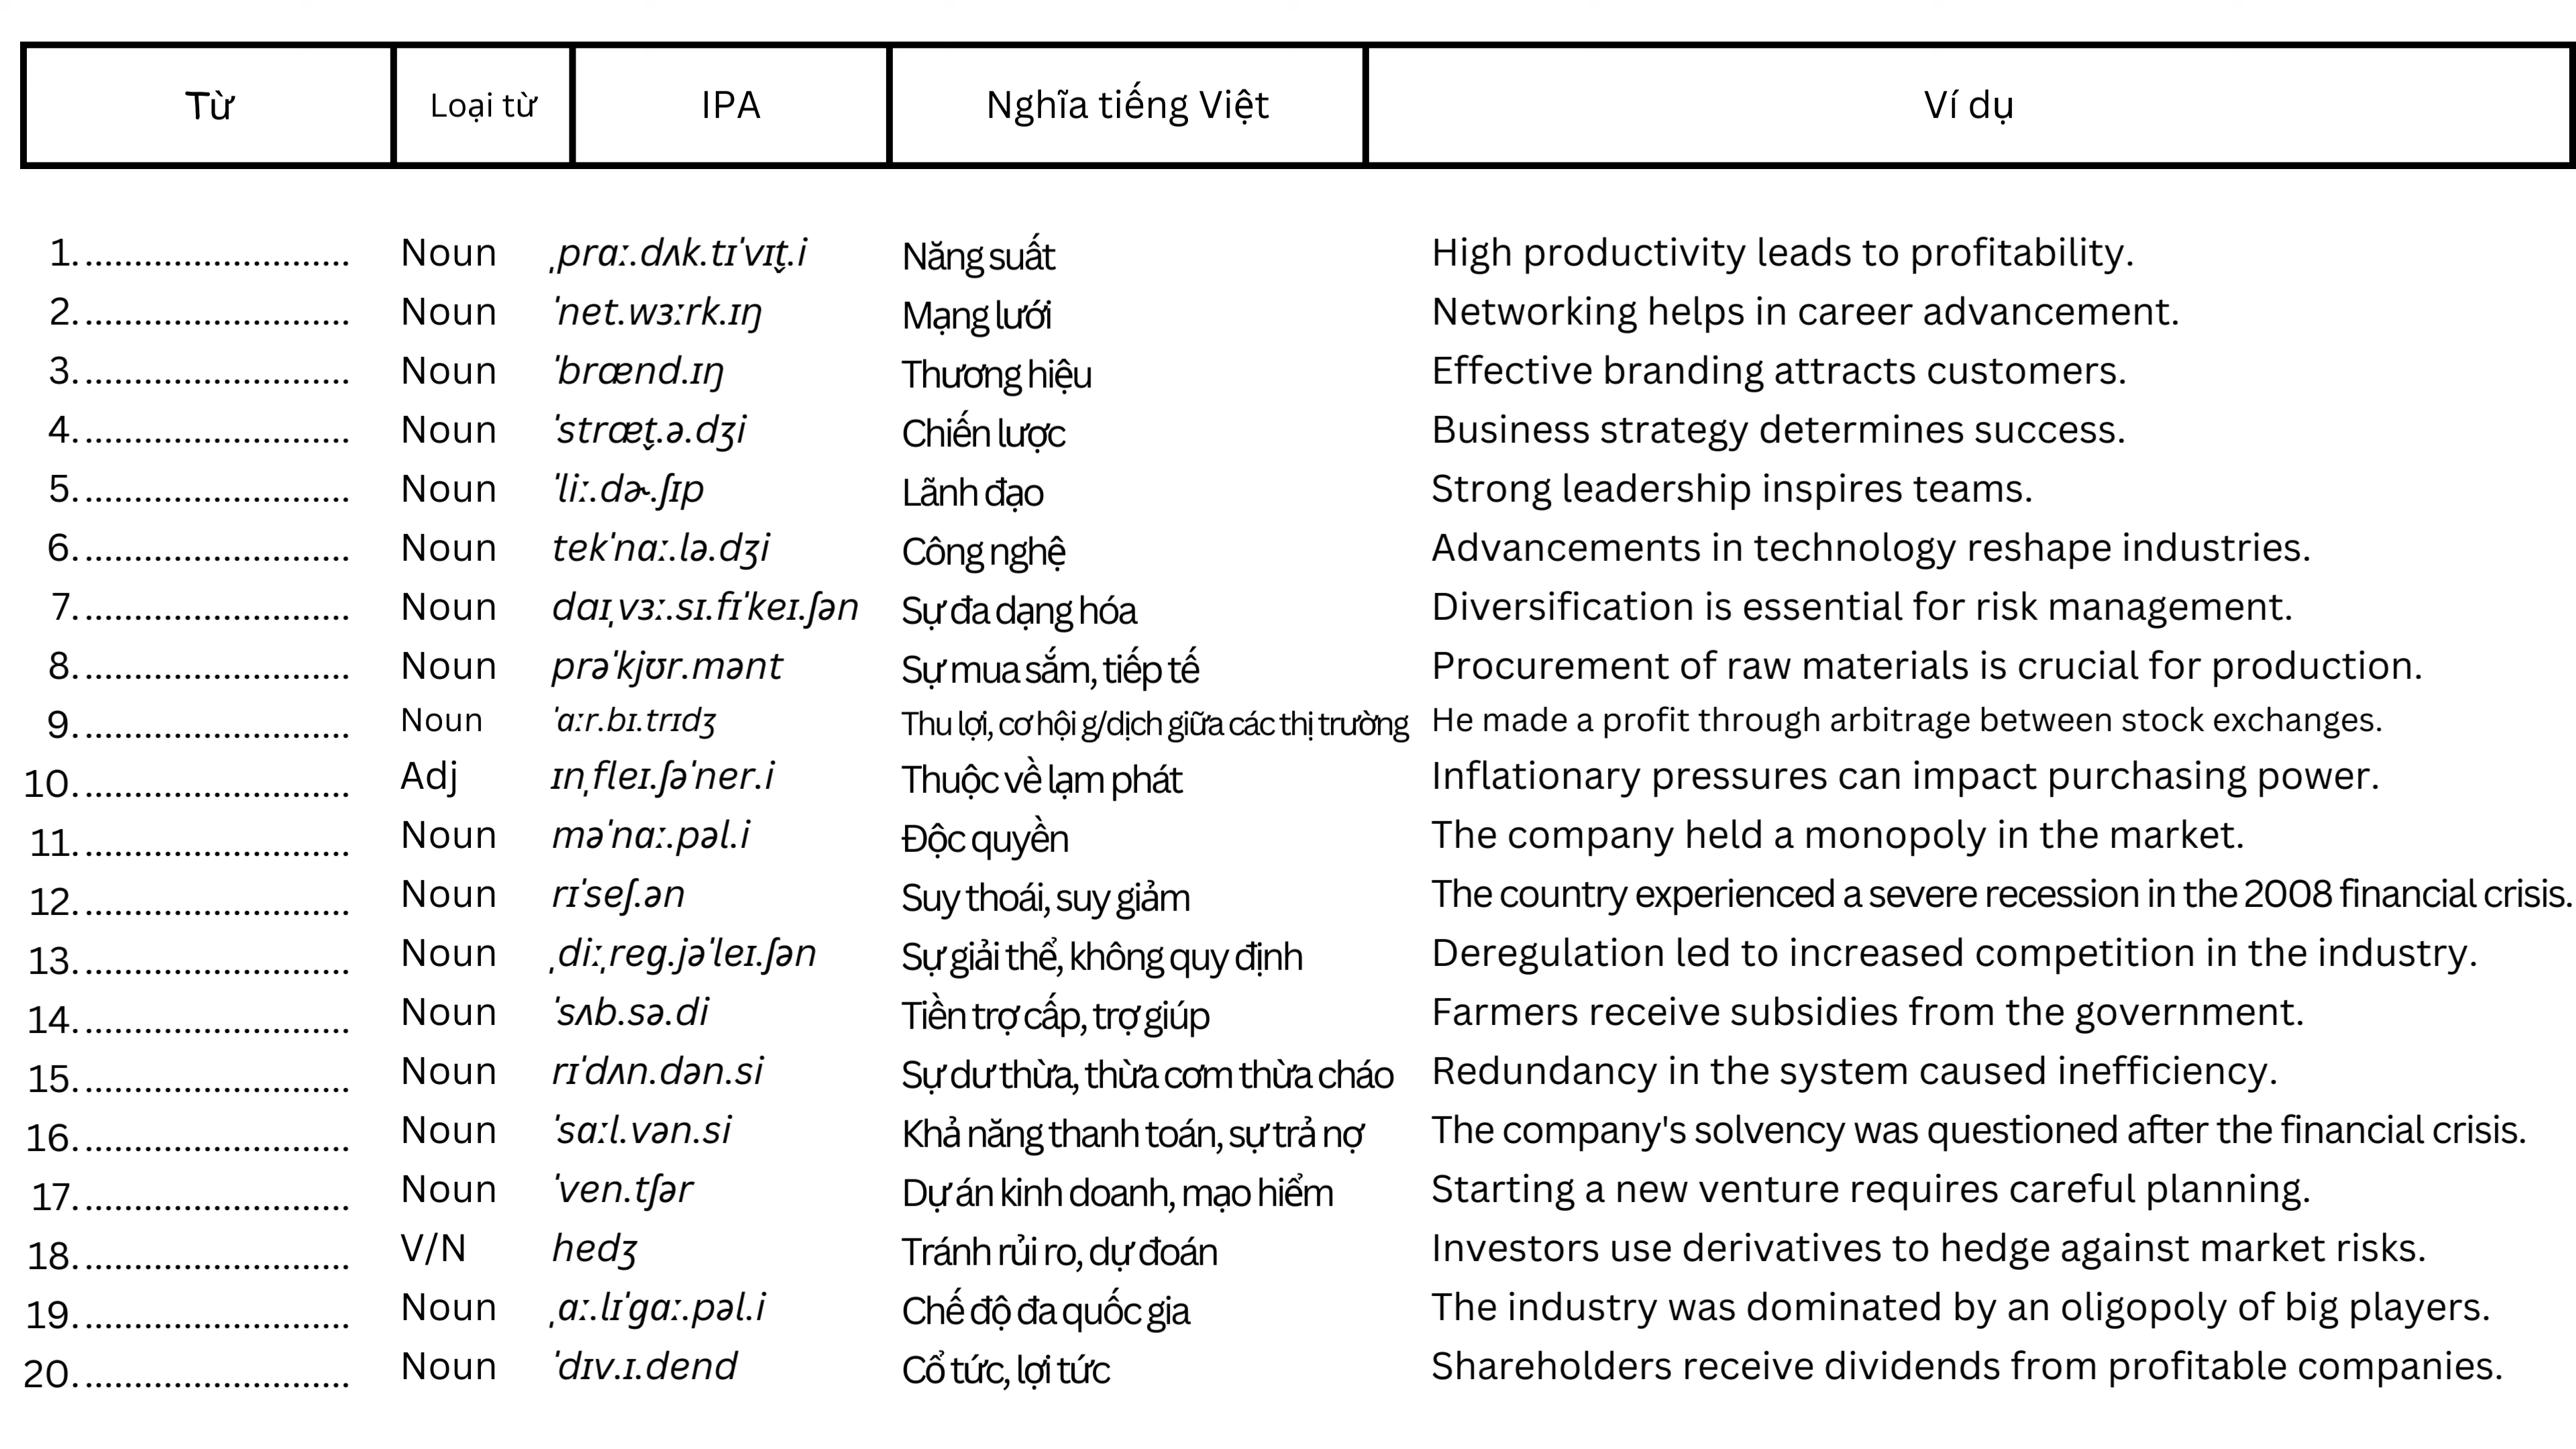 Từ Loại từ IPA Nghĩa tiếng Việt Ví dụ
1.......................... Noun ˌprɑː.dʌk.tɪˈvɪt̬.i Năng suất High productivity leads to profitability.
2.......................... Noun ˈnet.wɜːrk.ɪŋ Mạng lưới Networking helps in career advancement.
3.......................... Noun ˈbrænd.ɪŋ Thương hiệu Effective branding attracts customers.
4.......................... Noun ˈstræt̬.ə.dʒi Chiến lược Business strategy determines success.
5.......................... Noun ˈliː.dɚ.ʃɪp Lãnh đạo Strong leadership inspires teams.
6.......................... Noun tekˈnɑː.lə.dʒi Công nghệ Advancements in technology reshape industries.
7.......................... Noun daɪˌvɜː.sɪ.fɪˈkeɪ.ʃən Sự đa dạng hóa Diversification is essential for risk management.
8.......................... Noun prəˈkjʊr.mənt Sự mua sắm, tiếp tế Procurement of raw materials is crucial for production.
9.......................... Noun ˈɑːr.bɪ.trɪdʒ Thu lợi, cơ hội g/dịch giữa các thị trường He made a profit through arbitrage between stock exchanges.
10.......................... Adj ɪnˌfleɪ.ʃəˈner.i Thuộc về lạm phát Inflationary pressures can impact purchasing power.
11.......................... Noun məˈnɑː.pəl.i Độc quyền The company held a monopoly in the market.
12.......................... Noun rɪˈseʃ.ən Suy thoái, suy giảm The country experienced a severe recession in the 2008 financial crisis.
13.......................... Noun ˌdiːˌreg.jəˈleɪ.ʃən Sự giải thể, không quy định Deregulation led to increased competition in the industry.
14.......................... Noun ˈsʌb.sə.di Tiền trợ cấp, trợ giúp Farmers receive subsidies from the government.
15.......................... Noun rɪˈdʌn.dən.si Sự dư thừa, thừa cơm thừa cháo Redundancy in the system caused inefficiency.
16.......................... Noun ˈsɑːl.vən.si Khả năng thanh toán, sự trả nợ The company's solvency was questioned after the financial crisis.
17.......................... Noun ˈven.tʃər Dự án kinh doanh, mạo hiểm Starting a new venture requires careful planning.
18.......................... V/N hedʒ Tránh rủi ro, dự đoán Investors use derivatives to hedge against market risks.
19.......................... Noun ˌɑː.lɪˈgɑː.pəl.i Chế độ đa quốc gia The industry was dominated by an oligopoly of big players.
20.......................... Noun ˈdɪv.ɪ.dend Cổ tức, lợi tức Shareholders receive dividends from profitable companies.